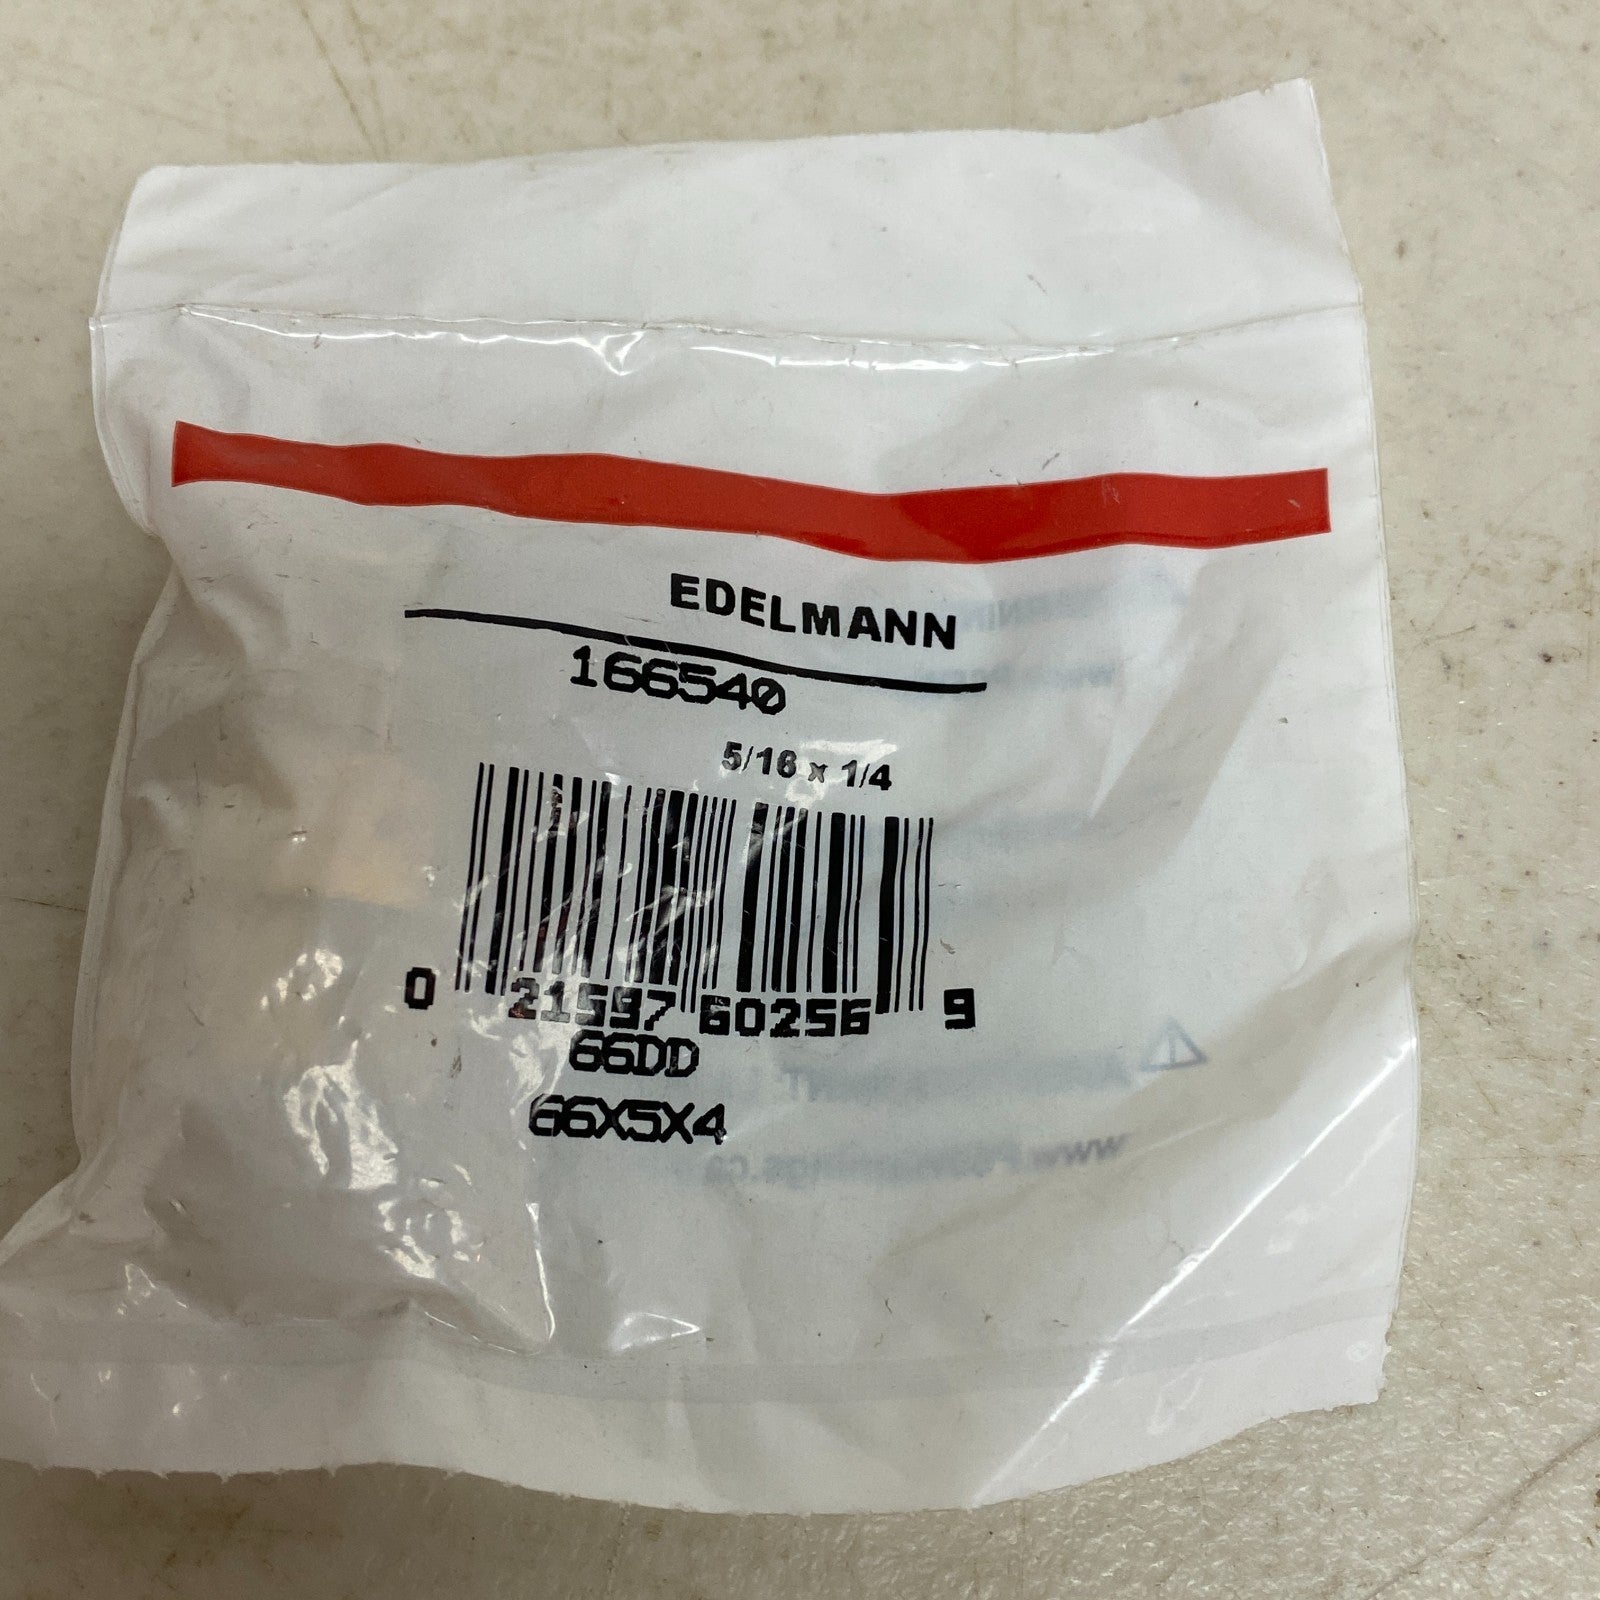 EDELMANN
166540
5/16 x 1/4
0 21597 60256 9
66DD
66X5X4